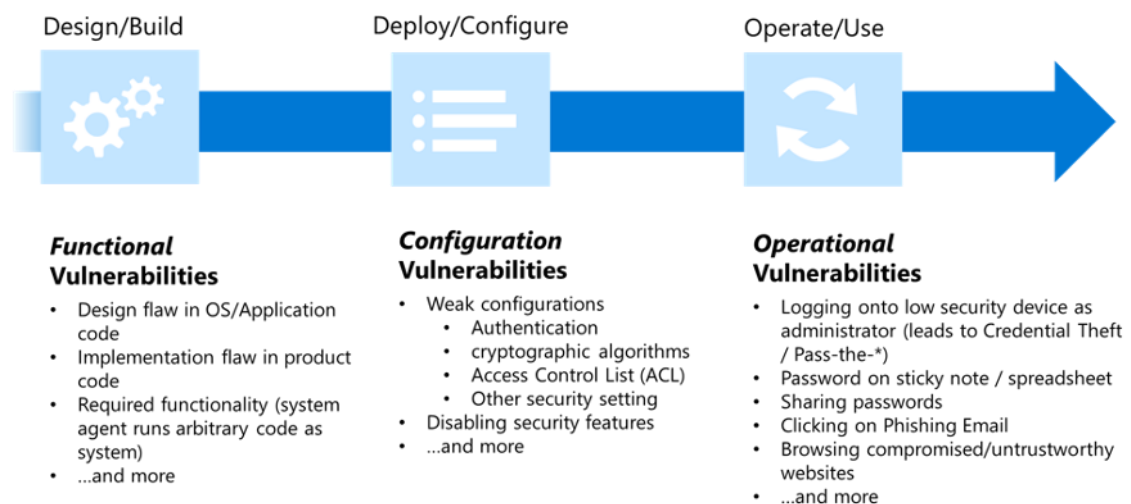 Design/Build
Deploy/Configure
Operate/Use
Functional
Vulnerabilities
• Design flaw in OS/Application
code
• Implementation flaw in product
code
• Required functionality (system
agent runs arbitrary code as
system)
• ...and more
Configuration
Vulnerabilities
• Weak configurations
• Authentication
• cryptographic algorithms
• Access Control List (ACL)
• Other security setting
• Disabling security features
• ...and more
Operational
Vulnerabilities
• Logging onto low security device as
administrator (leads to Credential Theft
/ Pass-the-*)
• Password on sticky note / spreadsheet
• Sharing passwords
• Clicking on Phishing Email
• Browsing compromised/untrustworthy
websites
• ...and more